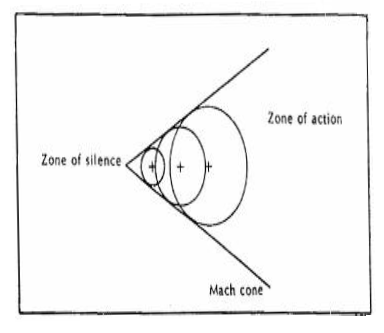 Zone of action
Zone of silence
Mach cone